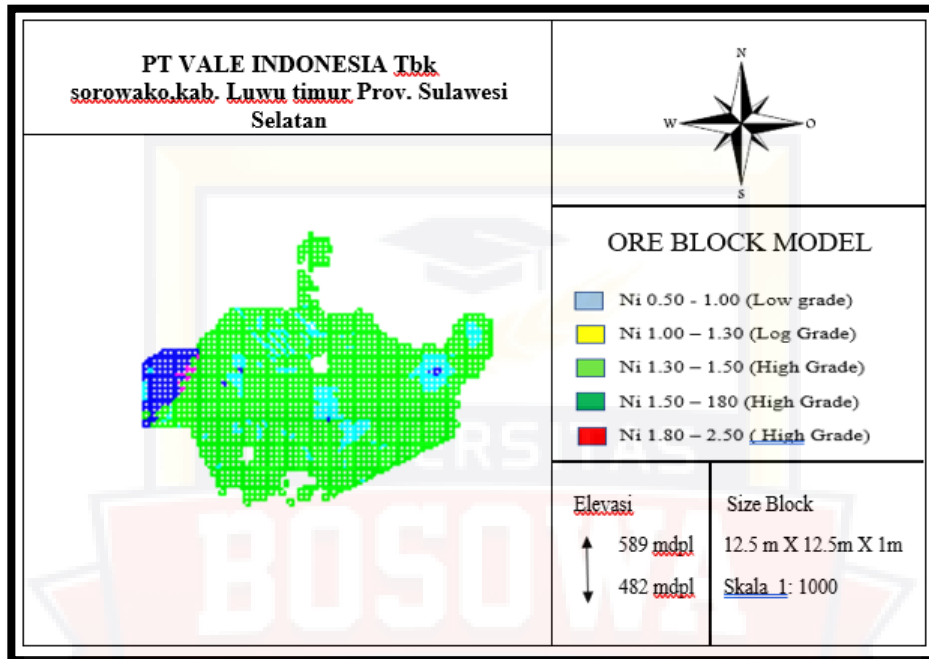 PT VALE INDONESIA Tbk
sorowako,kab. Luwu timur Prov. Sulawesi
Selatan
N
W
O
S
ORE BLOCK MODEL
Ni 0.50 - 1.00 (Low grade)
Ni 1.00 – 1.30 (Log Grade)
Ni 1.30 – 1.50 (High Grade)
Ni 1.50 – 180 (High Grade)
Ni 1.80 – 2.50 ( High Grade)
Elevasi
589 mdpl
482 mdpl
Size Block
12.5 m X 12.5m X 1m
Skala 1: 1000
ERSITAS
BOSOWA